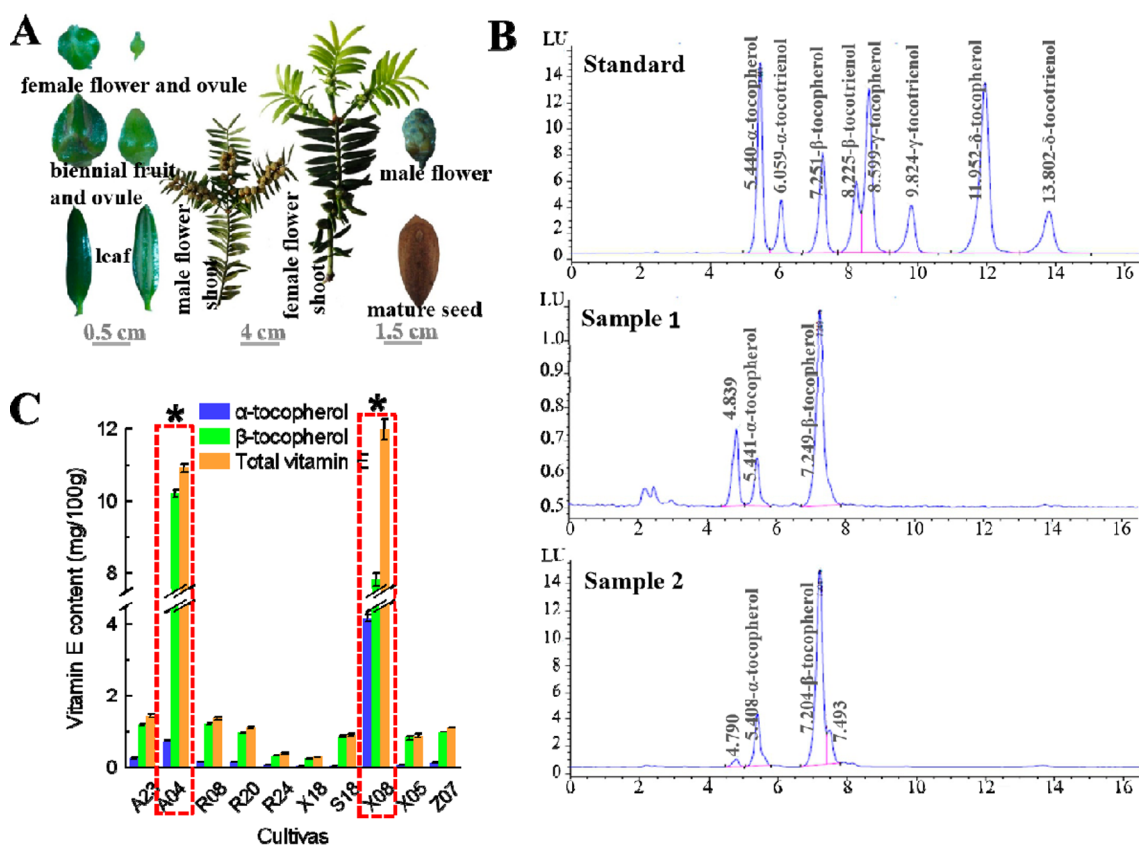 A
female flower and ovule
biennial fruit
and ovule
leaf
male flower
shoot
female flower
shoot
male flower
mature seed
0.5 cm
4 cm
1.5 cm
B
LU
Standard
14
12
10
8
6
4
2
0
5.440-α-tocopherol
6.059-α-tocotrienol
7.251-β-tocopherol
8.225-β-tocotrienol
8.599-γ-tocopherol
9.824-γ-tocotrienol
11.952-δ-tocopherol
13.802-δ-tocotrienol
0 2 4 6 8 10 12 14 16
LU
Sample 1
1.0
0.9
0.8
0.7
0.6
0.5
4.839
5.441-α-tocopherol
7.249-β-tocopherol
0 2 4 6 8 10 12 14 16
LU
Sample 2
14
12
10
8
6
4
2
0
4.790
5.408-α-tocopherol
7.204-β-tocopherol
7.493
0 2 4 6 8 10 12 14 16
C
α-tocopherol
β-tocopherol
Total vitamin E
* *
Vitamin E content (mg/100g)
12
10
8
4
2
0
A23 A04 R08 R20 R24 X18 S18 X08 X05 Z07
Cultivas